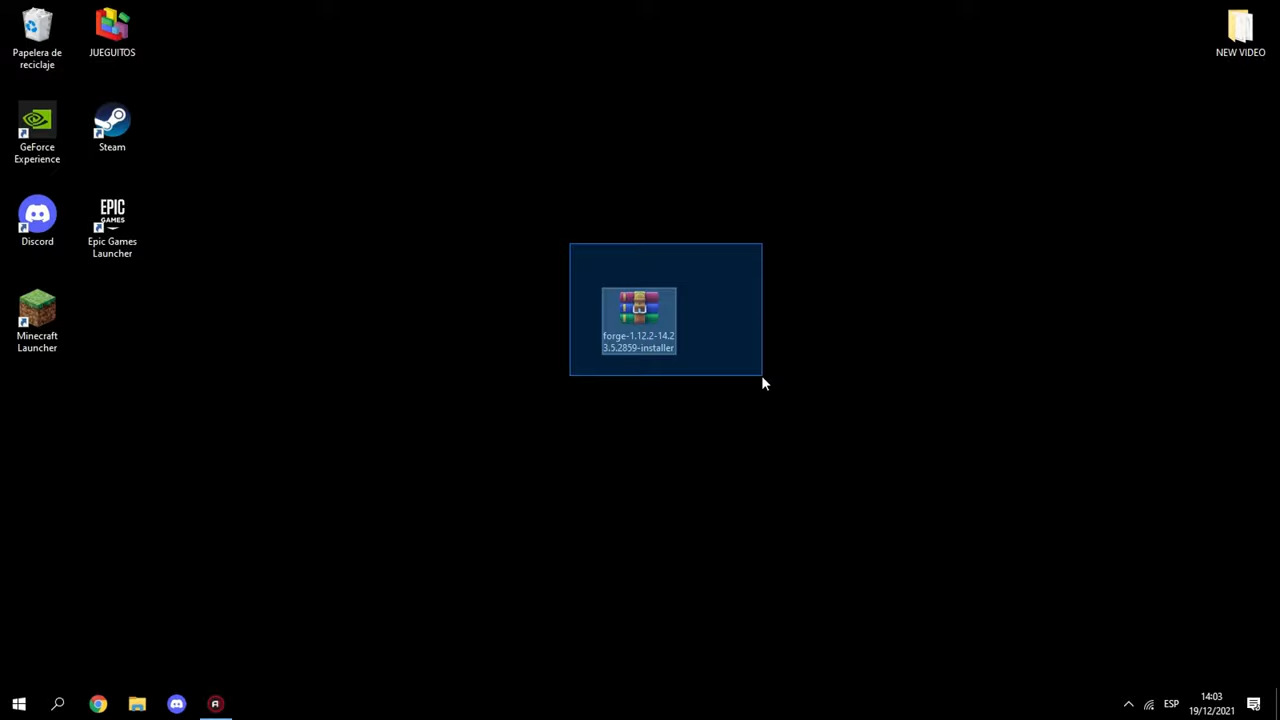 Papelera de
reciclaje
JUEGUITOS
NEW VIDEO
GeForce
Experience
Steam
Discord
EPIC
GAMES
Epic Games
Launcher
Minecraft
Launcher
forge-1.12.2-14.2
3.5.2859-installer
ESP
14:03
19/12/2021